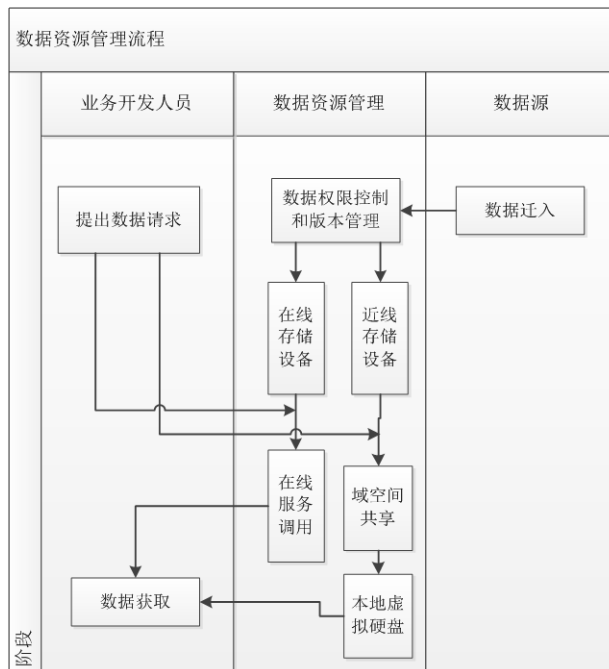 数据资源管理流程
业务开发人员
数据资源管理
数据源
提出数据请求
数据权限控制
和版本管理
数据迁入
在线
存储
设备
近线
存储
设备
在线
服务
调用
域空间
共享
数据获取
本地虚
拟硬盘
阶段